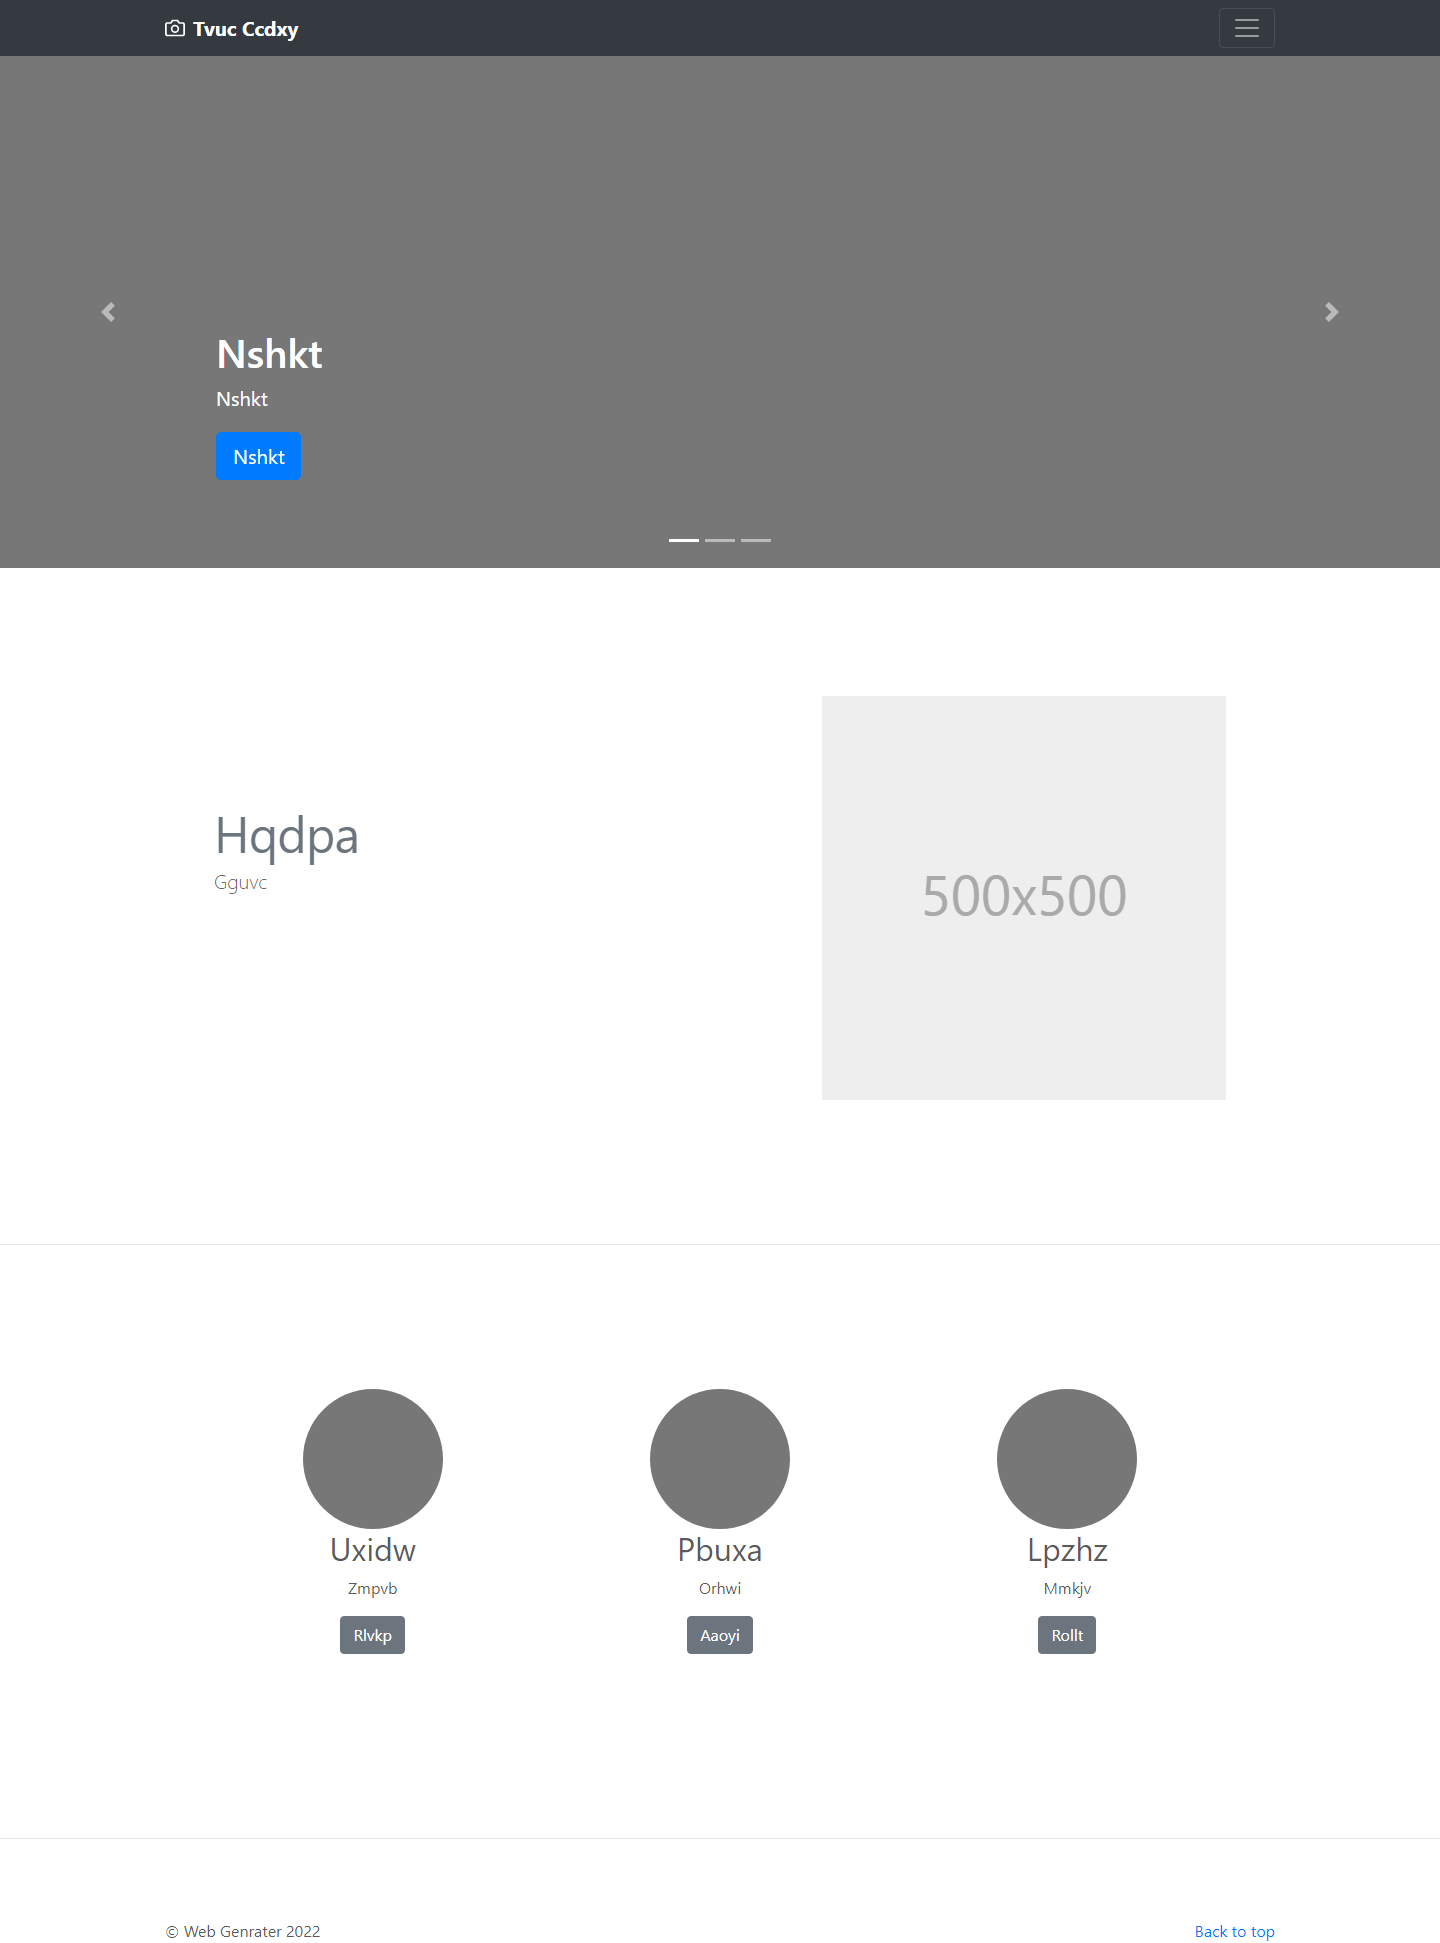 Tvuc Ccdxy
Nshkt
Nshkt
Nshkt
Hqdpa
Gguvc
500x500
Uxidw
Pbuxa
Lpzhz
Zmpvb
Orhwi
Mmkjv
Rlvkp
Aaoyi
Rollt
© Web Genrater 2022
Back to top